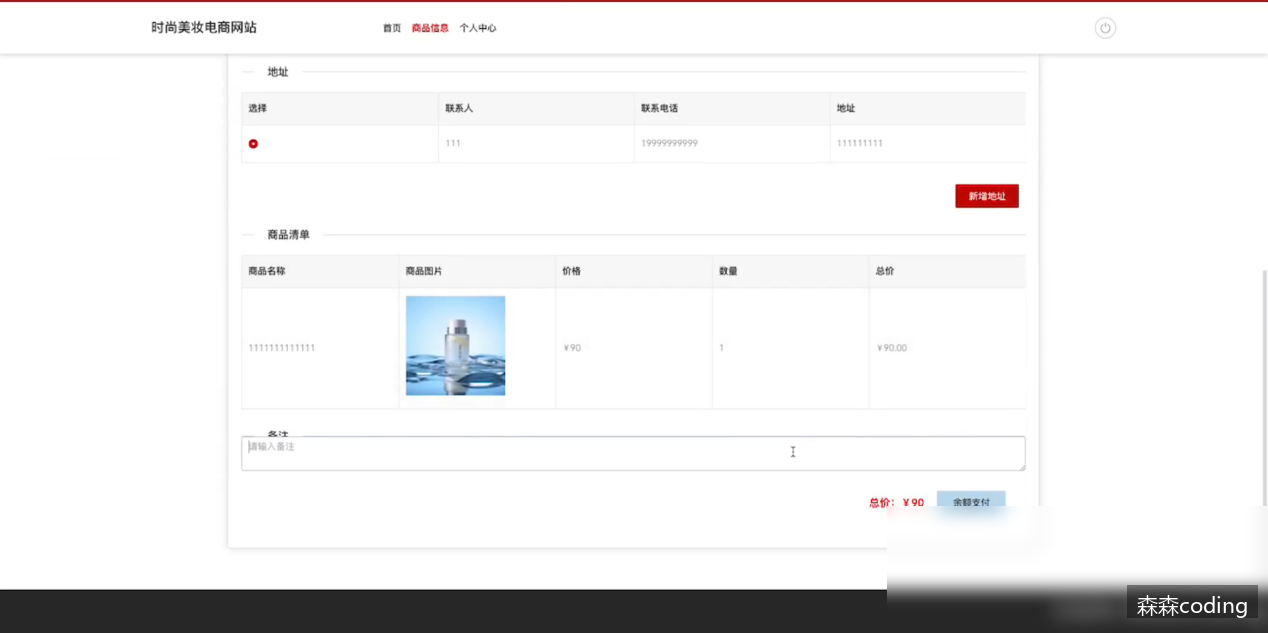 时尚美妆电商网站 首页 商品信息 个人中心
地址
选择 联系人 联系电话 地址
111 19999999999 111111111
新增地址
商品清单
商品名称 商品图片 价格 数量 总价
1111111111111 ￥90 1 ￥90.00
备注
请输入备注
总价：￥90 余额支付
森森coding